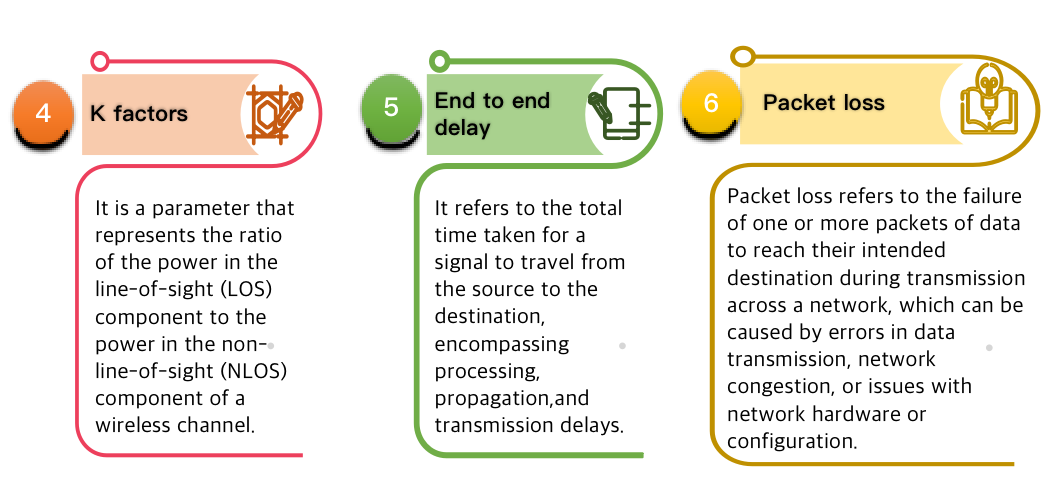 4
K factors
It is a parameter that
represents the ratio
of the power in the
line-of-sight (LOS)
component to the
power in the non-
line-of-sight (NLOS)
component of a
wireless channel.
5
End to end
delay
It refers to the total
time taken for a
signal to travel from
the source to the
destination,
encompassing
processing,
propagation,and
transmission delays.
6
Packet loss
Packet loss refers to the failure
of one or more packets of data
to reach their intended
destination during transmission
across a network, which can be
caused by errors in data
transmission, network
congestion, or issues with
network hardware or
configuration.